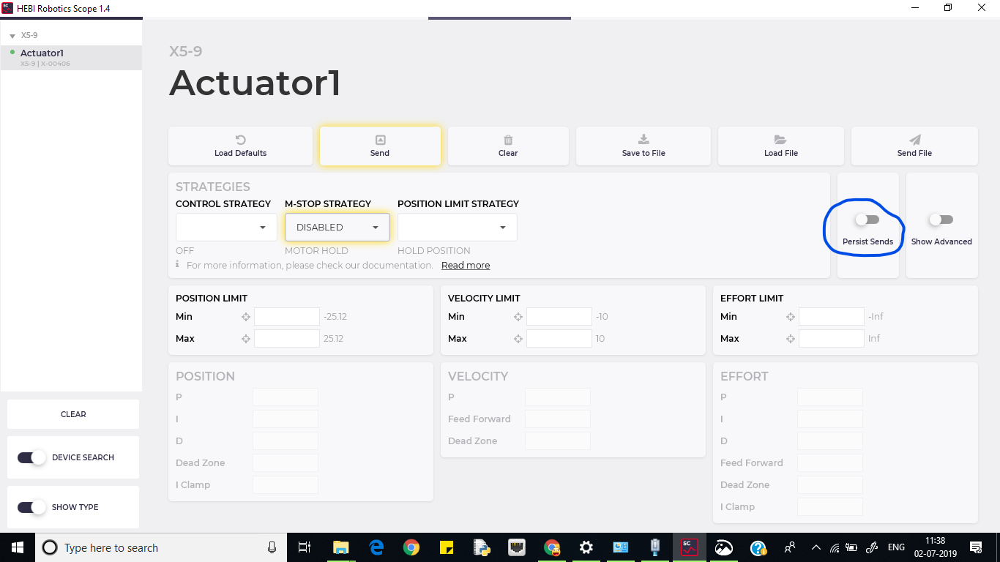 HEBI Robotics Scope 1.4
X5-9
Actuator1
X5-9 | X-00406
CLEAR
DEVICE SEARCH
SHOW TYPE
X5-9
Actuator1
Load Defaults
Send
Clear
Save to File
Load File
Send File
STRATEGIES
CONTROL STRATEGY M-STOP STRATEGY POSITION LIMIT STRATEGY
DISABLED
OFF MOTOR HOLD HOLD POSITION
i For more information, please check our documentation. Read more
Persist Sends
Show Advanced
POSITION LIMIT
Min -25.12
Max 25.12
VELOCITY LIMIT
Min -10
Max 10
EFFORT LIMIT
Min -Inf
Max Inf
POSITION
P
I
D
Dead Zone
I Clamp
VELOCITY
P
Feed Forward
Dead Zone
EFFORT
P
I
D
Feed Forward
Dead Zone
I Clamp
Type here to search
SC
ENG
11:38
02-07-2019